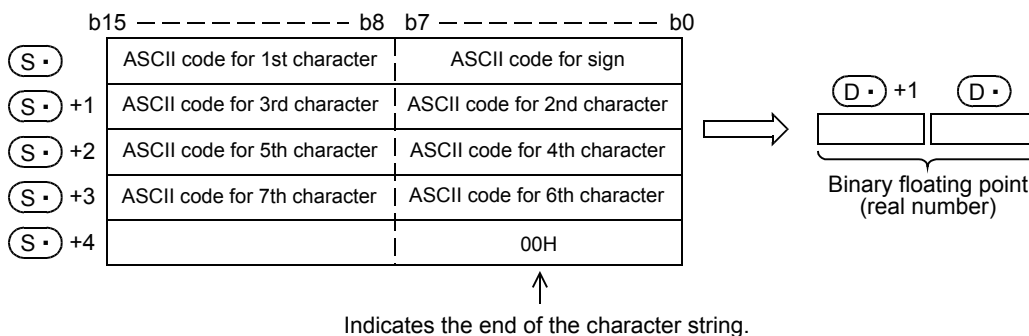 b15 — — — — — — — b8 b7 — — — — — — — b0
S· ASCII code for 1st character ASCII code for sign
S· +1 ASCII code for 3rd character ASCII code for 2nd character
S· +2 ASCII code for 5th character ASCII code for 4th character
S· +3 ASCII code for 7th character ASCII code for 6th character
S· +4 00H
Indicates the end of the character string.
D· +1 D·
Binary floating point
(real number)